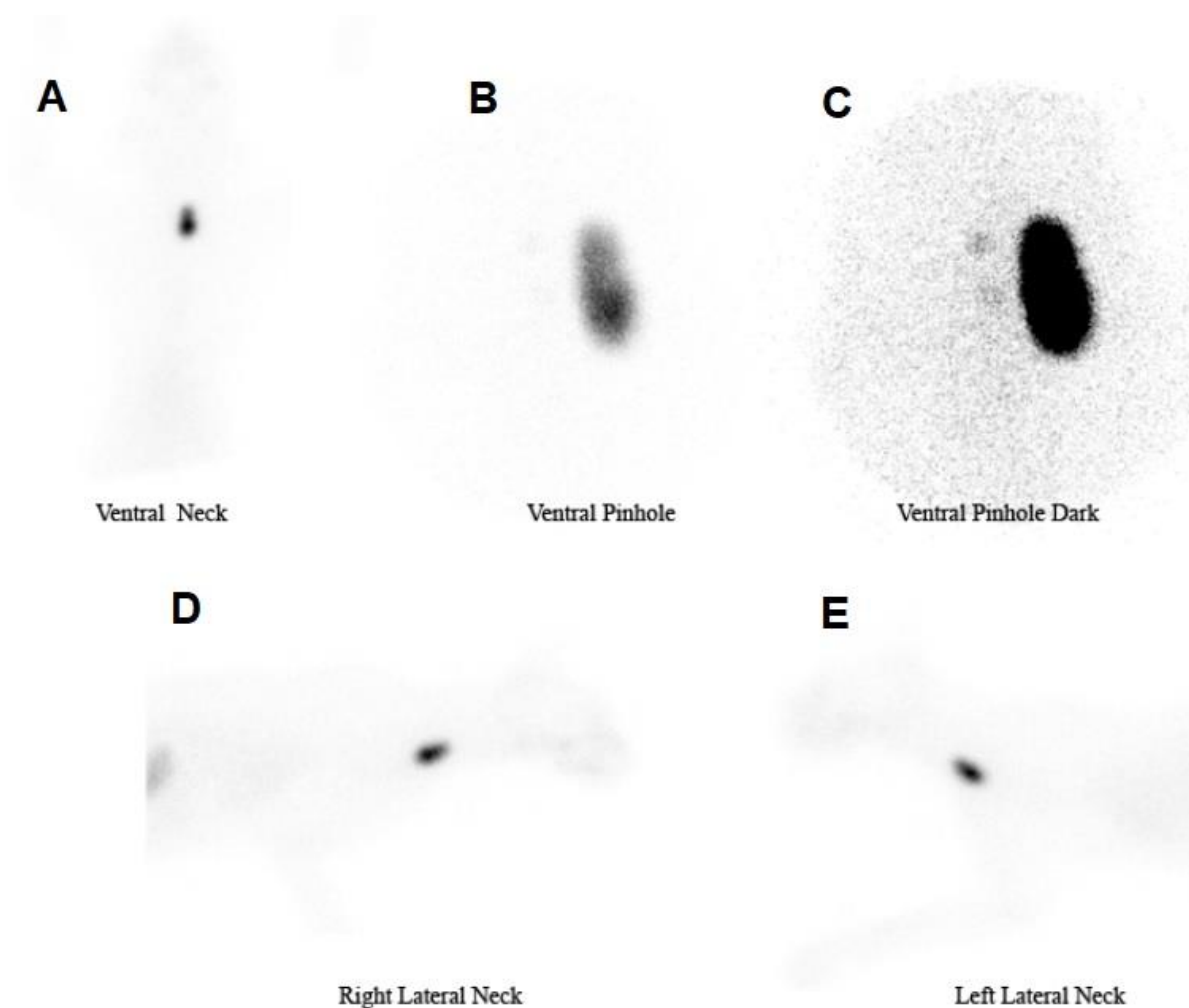 A
B
C
Ventral Neck
Ventral Pinhole
Ventral Pinhole Dark
D
E
Right Lateral Neck
Left Lateral Neck